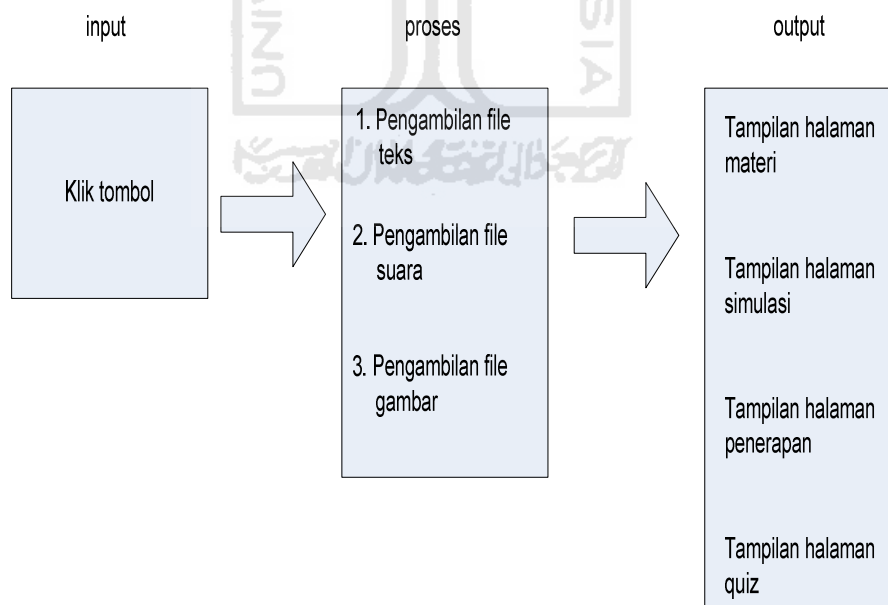 input
proses
output
Klik tombol
1. Pengambilan file
teks
2. Pengambilan file
suara
3. Pengambilan file
gambar
Tampilan halaman
materi
Tampilan halaman
simulasi
Tampilan halaman
penerapan
Tampilan halaman
quiz